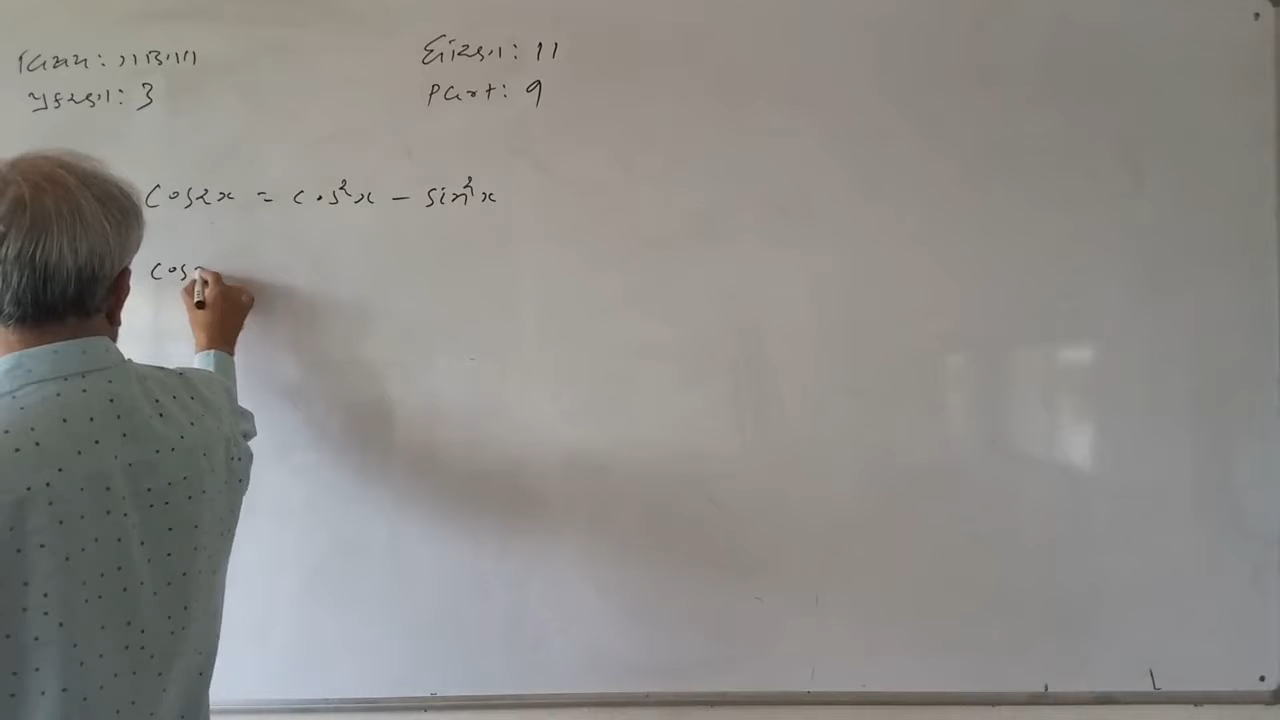 વિષય: ગણિત
ધોરણ: 11
પ્રકરણ: 3
Part: 9
cos2x = cos²x - sin²x
cos